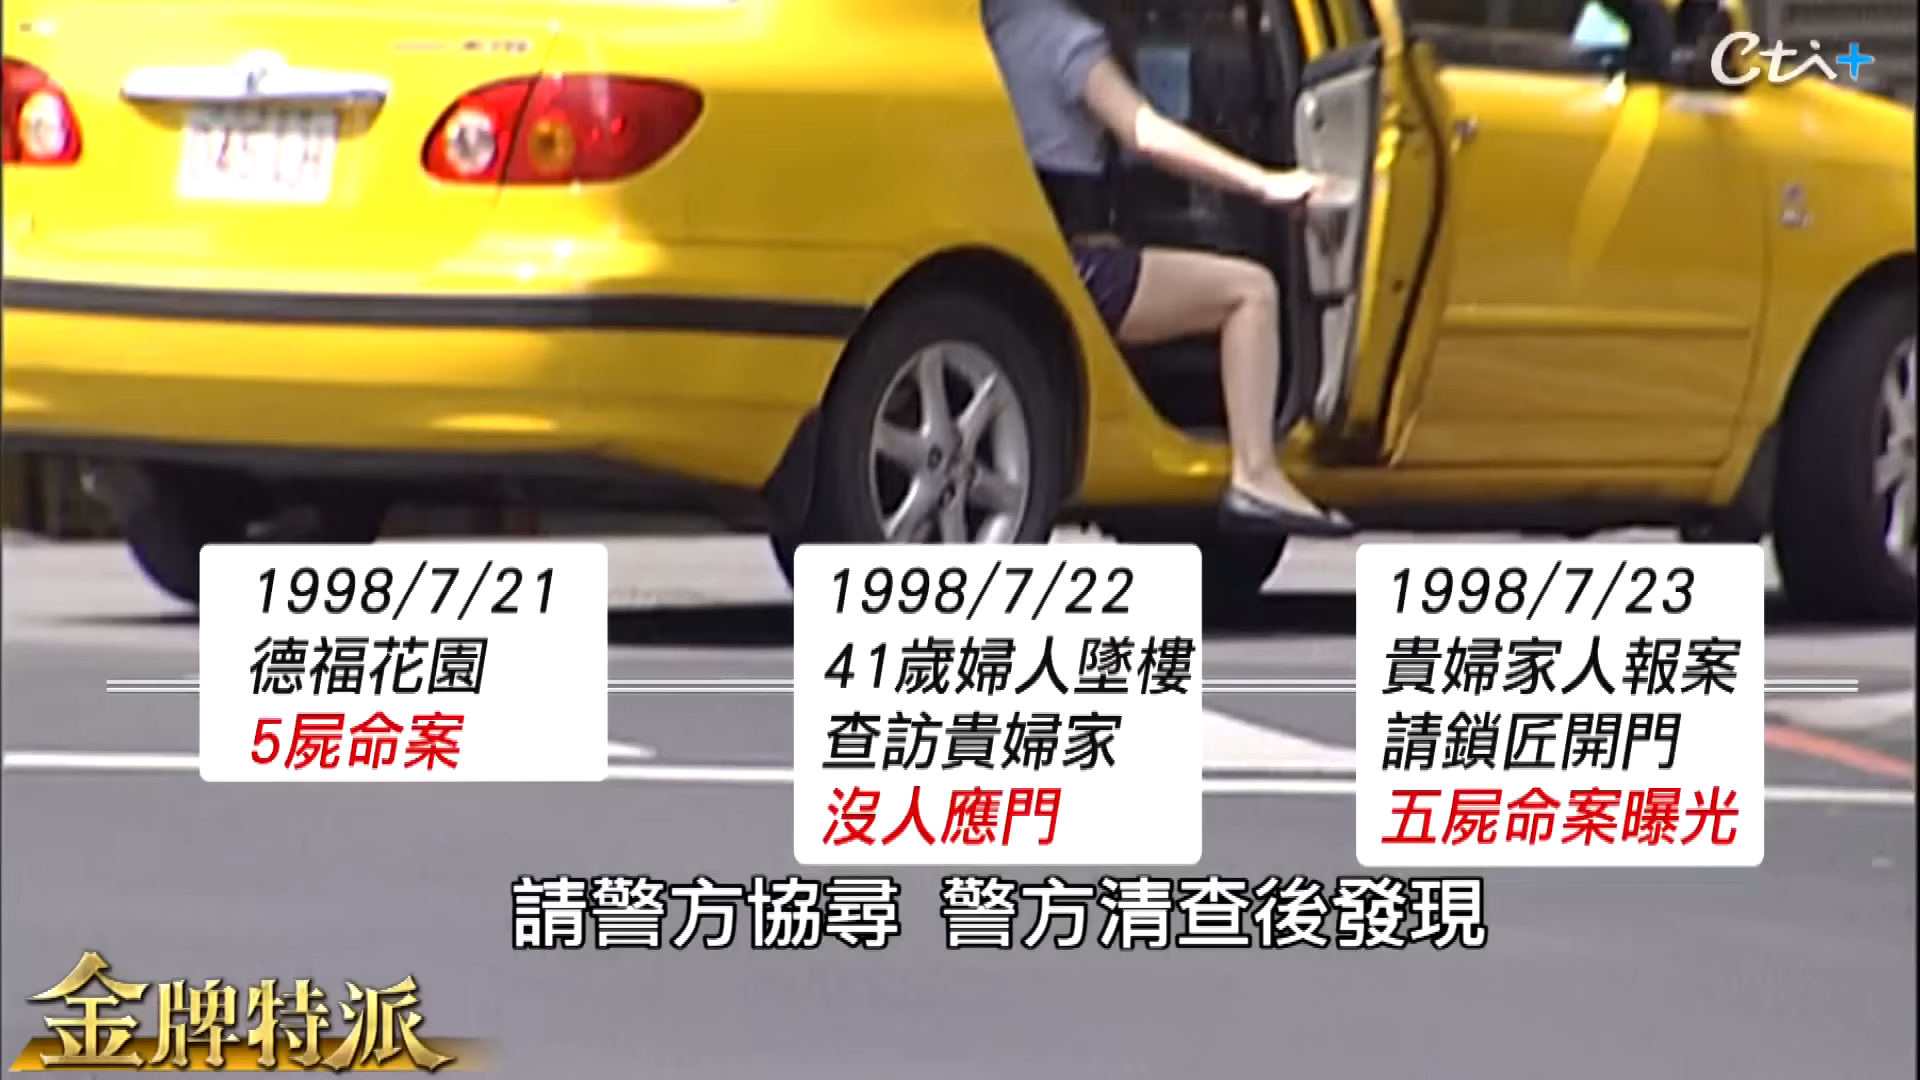 Cti+
1998/7/21
德福花園
5屍命案
1998/7/22
41歲婦人墜樓
查訪貴婦家
沒人應門
1998/7/23
貴婦家人報案
請鎖匠開門
五屍命案曝光
請警方協尋 警方清查後發現
金牌特派